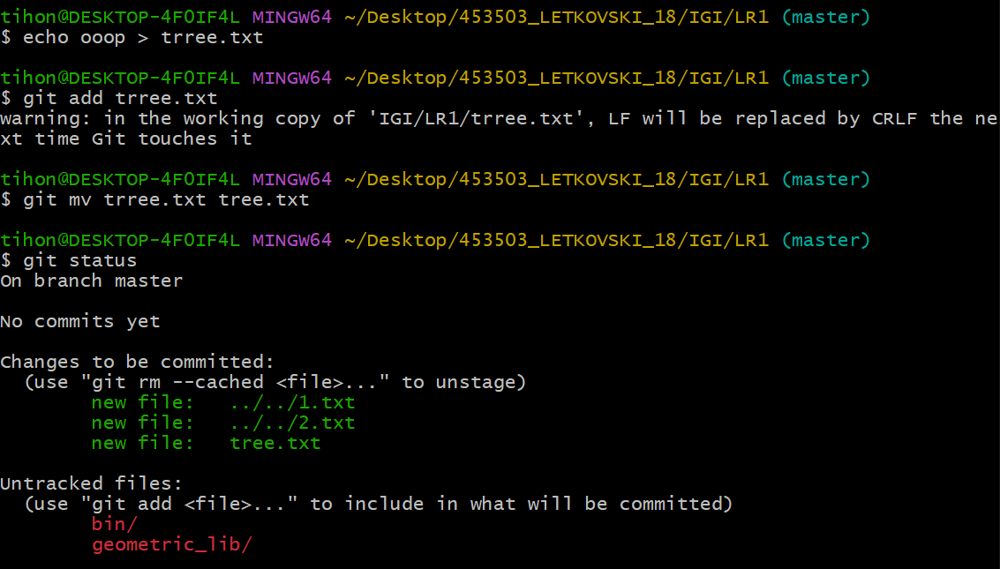 tihon@DESKTOP-4F0IF4L MINGW64 ~/Desktop/453503_LETKOVSKI_18/IGI/LR1 (master)
$ echo ooop > trree.txt
tihon@DESKTOP-4F0IF4L MINGW64 ~/Desktop/453503_LETKOVSKI_18/IGI/LR1 (master)
$ git add trree.txt
warning: in the working copy of 'IGI/LR1/trree.txt', LF will be replaced by CRLF the ne
xt time Git touches it
tihon@DESKTOP-4F0IF4L MINGW64 ~/Desktop/453503_LETKOVSKI_18/IGI/LR1 (master)
$ git mv trree.txt tree.txt
tihon@DESKTOP-4F0IF4L MINGW64 ~/Desktop/453503_LETKOVSKI_18/IGI/LR1 (master)
$ git status
On branch master
No commits yet
Changes to be committed:
  (use "git rm --cached <file>..." to unstage)
        new file:   ../../1.txt
        new file:   ../../2.txt
        new file:   tree.txt
Untracked files:
  (use "git add <file>..." to include in what will be committed)
        bin/
        geometric_lib/